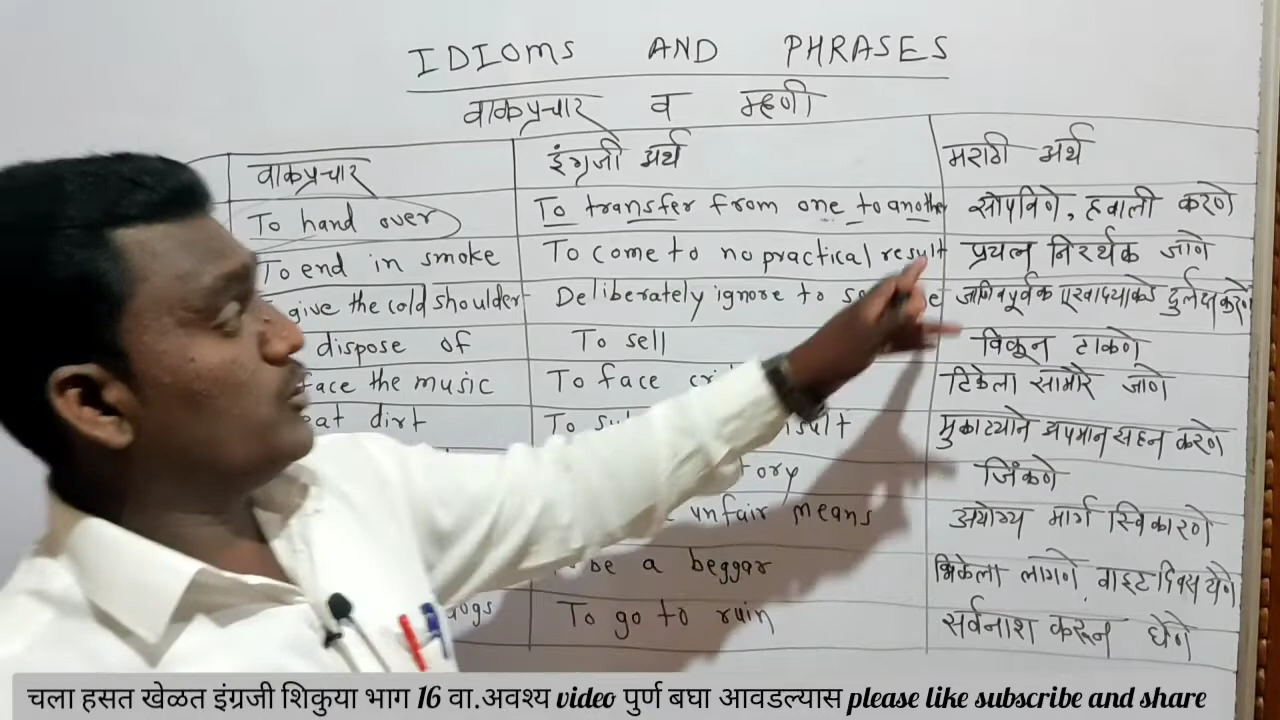 IDIOMS AND PHRASES
वाकप्रचार व म्हणी
वाकप्रचार इंग्रजी अर्थ मराठी अर्थ
To hand over To transfer from one to another सोपविणे, हवाली करणे
To end in smoke To come to no practical result प्रयत्न निरर्थक जाणे
give the cold shoulder Deliberately ignore to जाणिवपूर्वक एखाद्याकडे दुर्लक्ष करणे
dispose of To sell विकून टाकणे
face the music To face टिकेला सामोरे जाणे
eat dirt To मुकाट्याने अपमान सहन करणे
जिंकणे
unfair means अयोग्य मार्ग स्विकारणे
be a beggar भिकेला लागणे, वाइट दिवस येणे
To go to ruin सर्वनाश करून घेणे
चला हसत खेळत इंग्रजी शिकुया भाग 16 वा.अवश्य video पुर्ण बघा आवडल्यास please like subscribe and share